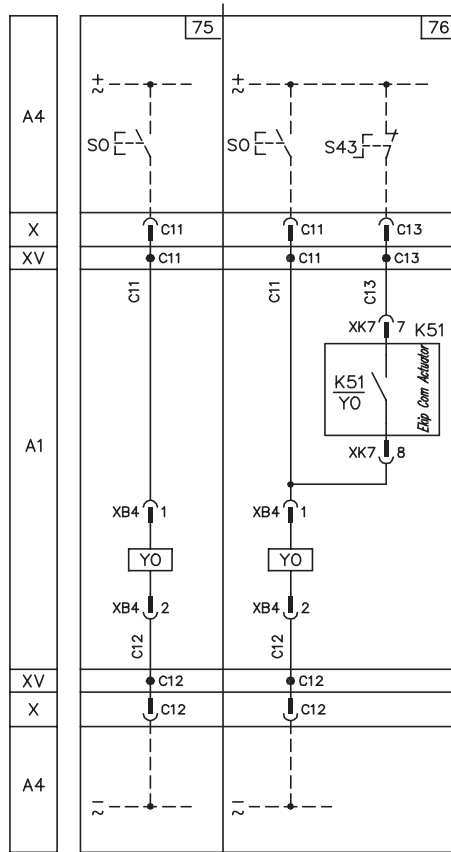 75
76
A4
~+
~+
S0
S0
S43
X
C11
C11
C13
XV
C11
C11
C13
C11
C11
C13
XK7 7 K51
K51
Y0
Ekip Com Actuator
A1
XK7 8
XB4 1
XB4 1
Y0
Y0
XB4 2
XB4 2
C12
C12
XV
C12
C12
X
C12
C12
A4
~–
~–